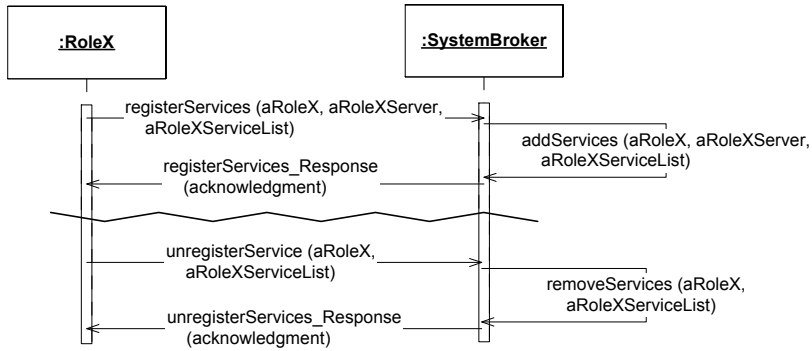 :RoleX
:SystemBroker
registerServices (aRoleX, aRoleXServer,
aRoleXServiceList)
addServices (aRoleX, aRoleXServer,
aRoleXServiceList)
registerServices_Response
(acknowledgment)
unregisterService (aRoleX,
aRoleXServiceList)
removeServices (aRoleX,
aRoleXServiceList)
unregisterServices_Response
(acknowledgment)